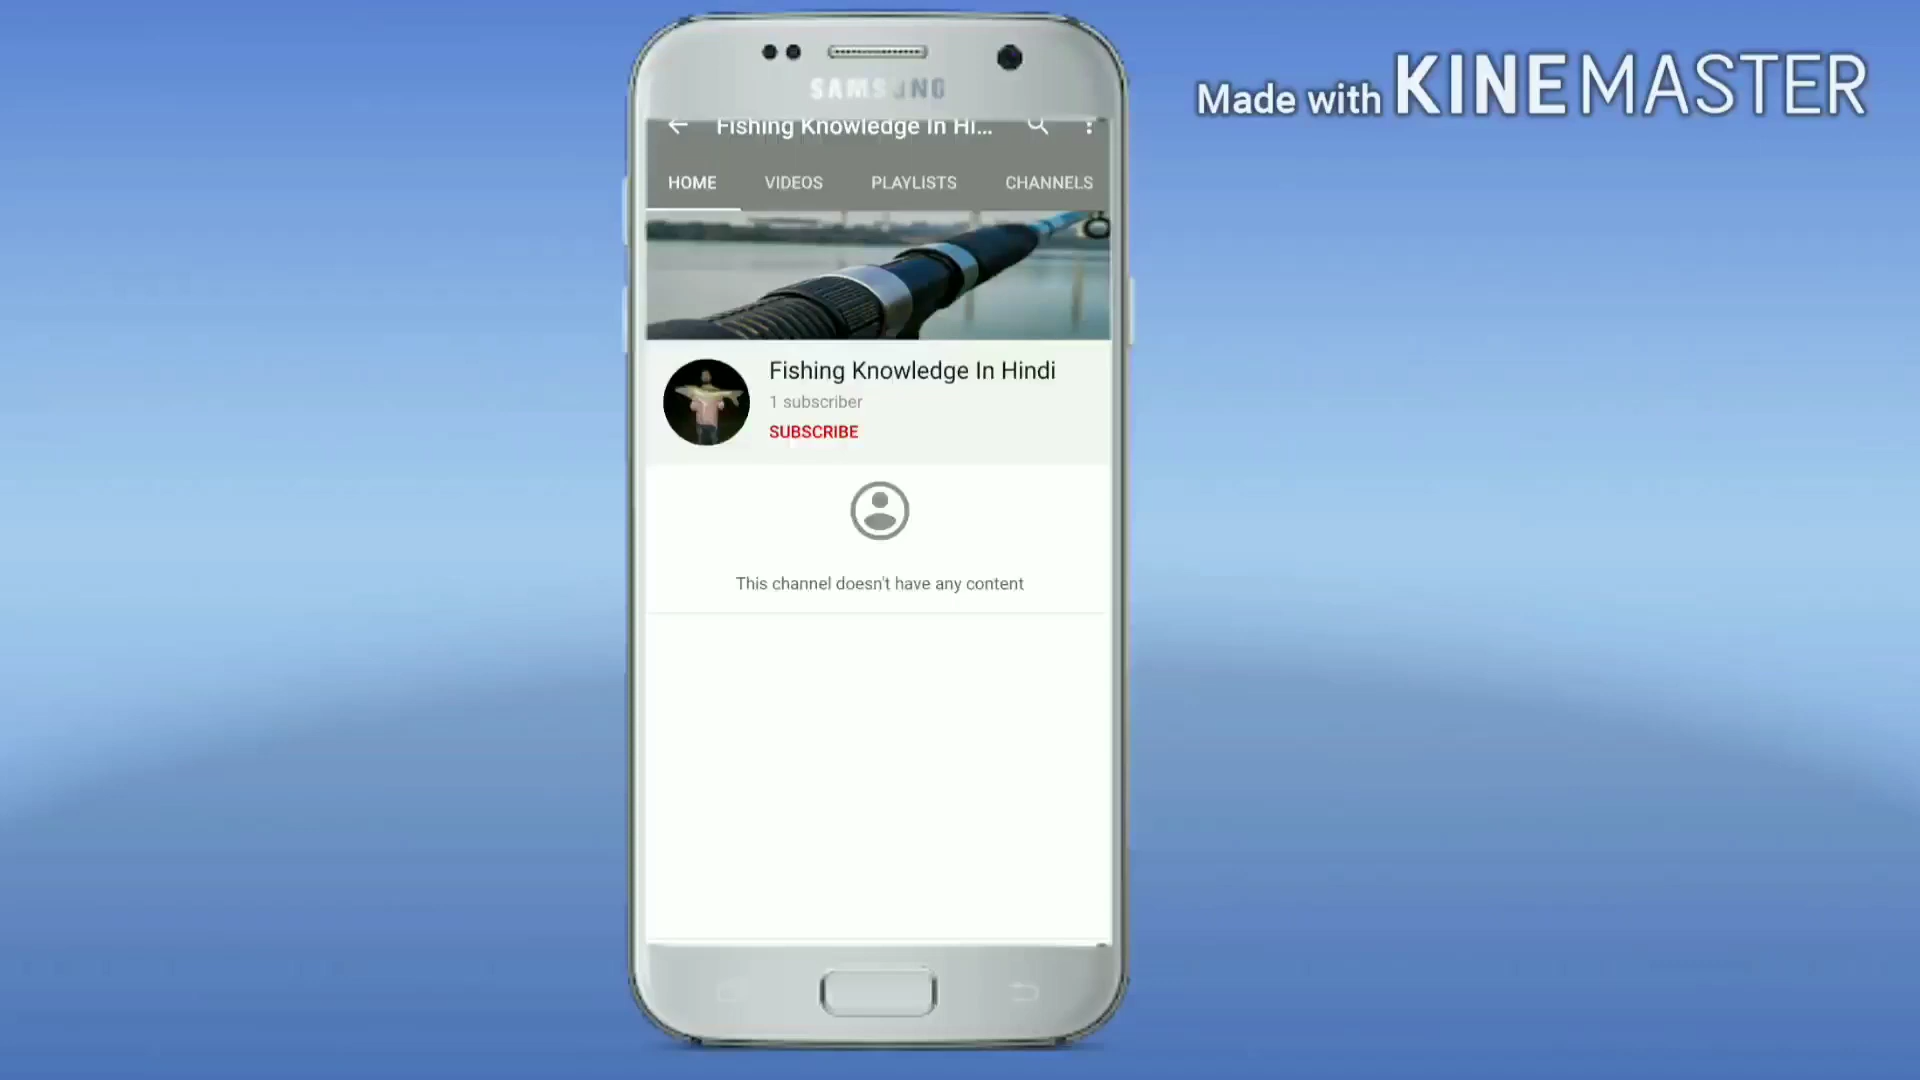 Made with KINEMASTER
SAMSUNG
Fishing Knowledge In Hi...
HOME VIDEOS PLAYLISTS CHANNELS
Fishing Knowledge In Hindi
1 subscriber
SUBSCRIBE
This channel doesn't have any content